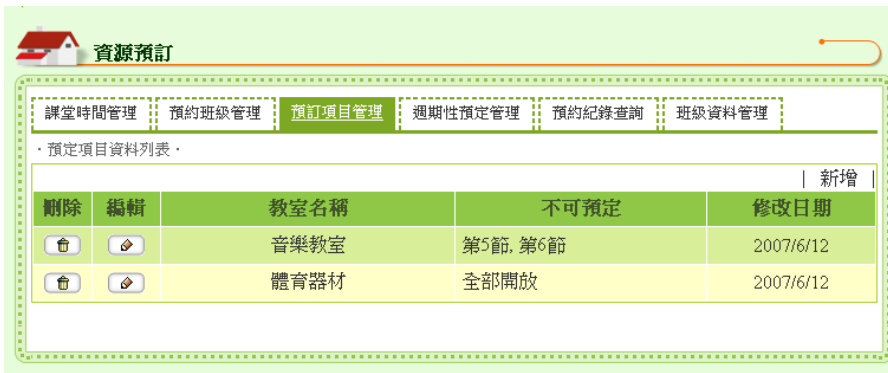 資源預訂
課堂時間管理 預約班級管理 預訂項目管理 週期性預定管理 預約紀錄查詢 班級資料管理
·預定項目資料列表·
| 新增 |
刪除 編輯 教室名稱 不可預定 修改日期
音樂教室 第5節, 第6節 2007/6/12
體育器材 全部開放 2007/6/12